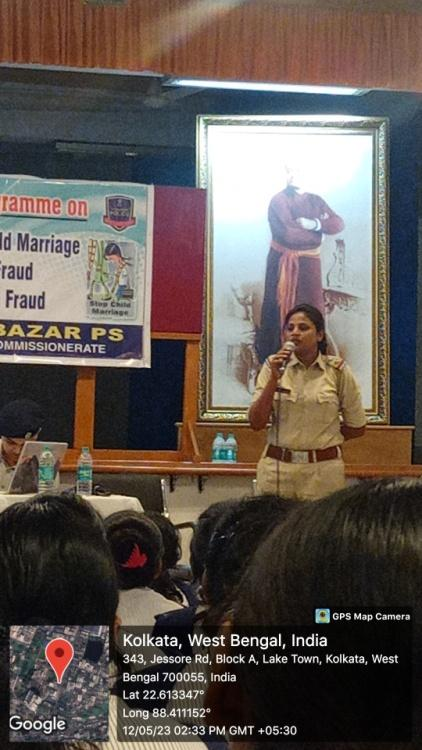 ramme on
ld Marriage
Fraud
Fraud
Stop Child
Marriage
BAZAR PS
OMMISSIONERATE
GPS Map Camera
Kolkata, West Bengal, India
343, Jessore Rd, Block A, Lake Town, Kolkata, West
Bengal 700055, India
Lat 22.613347°
Long 88.411152°
12/05/23 02:33 PM GMT +05:30
Google